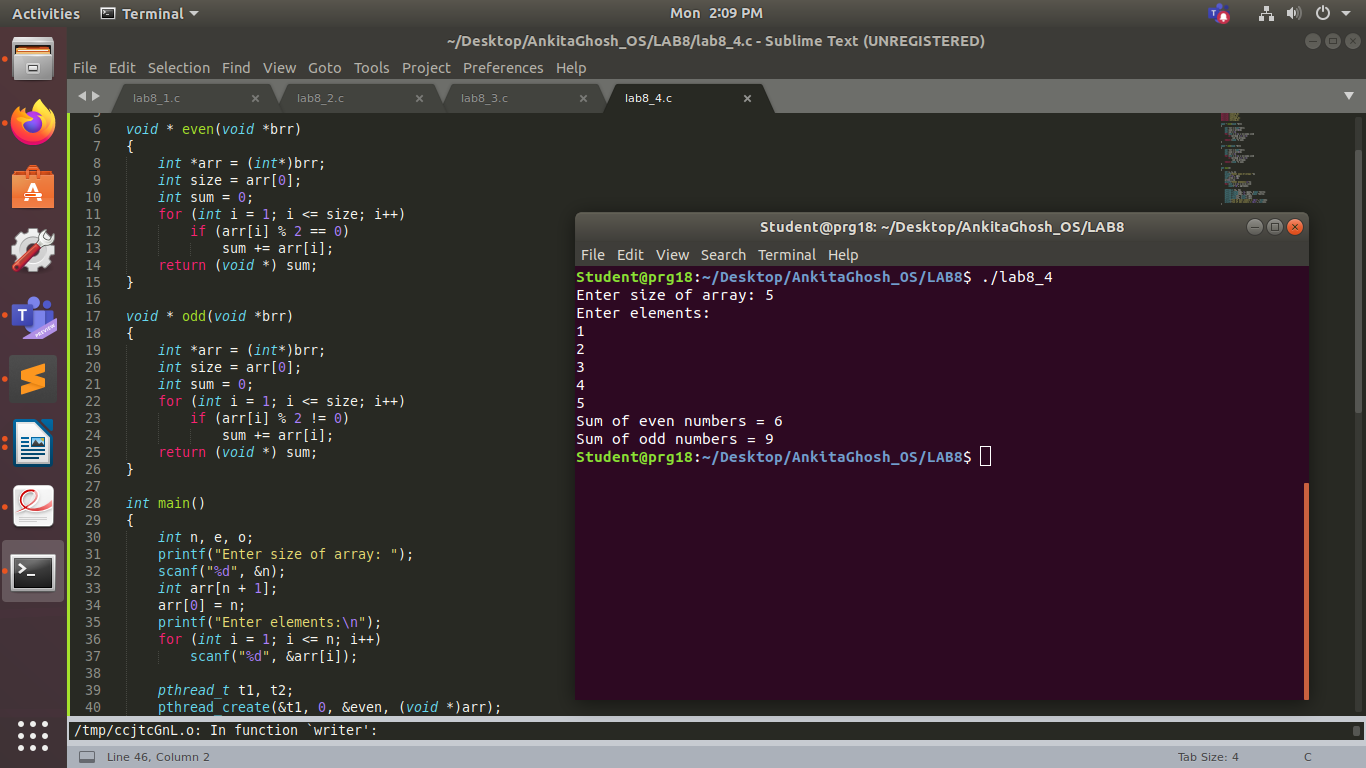 Activities Terminal Mon 2:09 PM
~/Desktop/AnkitaGhosh_OS/LAB8/lab8_4.c - Sublime Text (UNREGISTERED)
File Edit Selection Find View Goto Tools Project Preferences Help
lab8_1.c lab8_2.c lab8_3.c lab8_4.c
6 void * even(void *brr)
7 {
8     int *arr = (int*)brr;
9     int size = arr[0];
10     int sum = 0;
11     for (int i = 1; i <= size; i++)
12         if (arr[i] % 2 == 0)
13             sum += arr[i];
14     return (void *) sum;
15 }
16
17 void * odd(void *brr)
18 {
19     int *arr = (int*)brr;
20     int size = arr[0];
21     int sum = 0;
22     for (int i = 1; i <= size; i++)
23         if (arr[i] % 2 != 0)
24             sum += arr[i];
25     return (void *) sum;
26 }
27
28 int main()
29 {
30     int n, e, o;
31     printf("Enter size of array: ");
32     scanf("%d", &n);
33     int arr[n + 1];
34     arr[0] = n;
35     printf("Enter elements:\n");
36     for (int i = 1; i <= n; i++)
37         scanf("%d", &arr[i]);
38
39     pthread_t t1, t2;
40     pthread_create(&t1, 0, &even, (void *)arr);
Student@prg18: ~/Desktop/AnkitaGhosh_OS/LAB8
File Edit View Search Terminal Help
Student@prg18:~/Desktop/AnkitaGhosh_OS/LAB8$ ./lab8_4
Enter size of array: 5
Enter elements:
1
2
3
4
5
Sum of even numbers = 6
Sum of odd numbers = 9
Student@prg18:~/Desktop/AnkitaGhosh_OS/LAB8$
/tmp/ccjtcGnL.o: In function `writer':
Line 46, Column 2 Tab Size: 4 C
PREVIEW